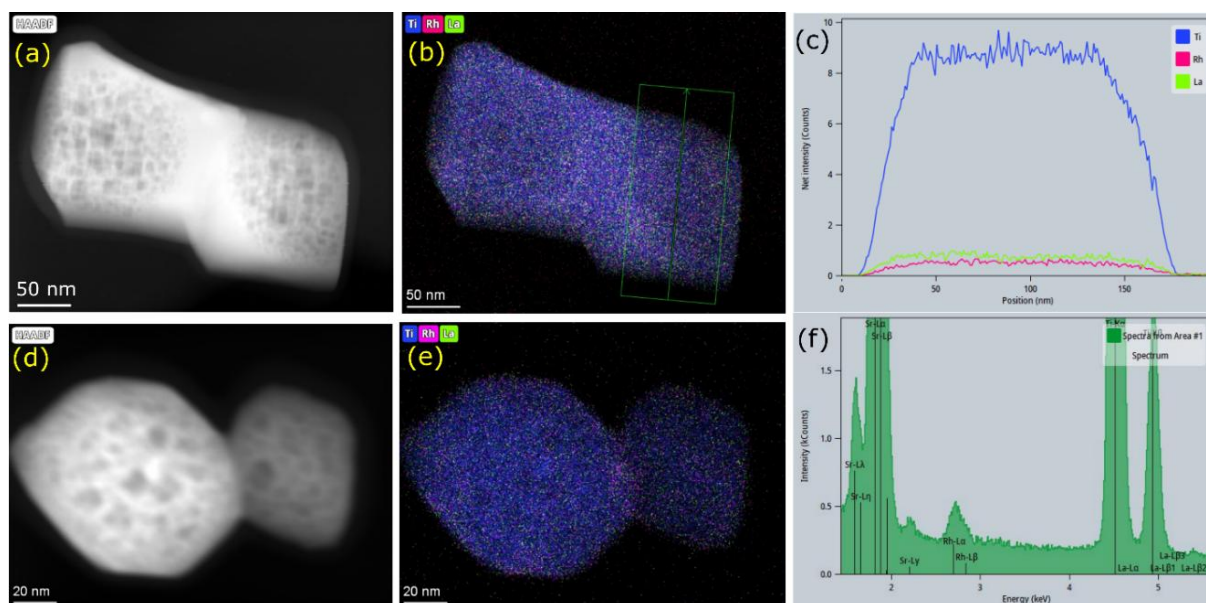 HAADF
(a)
50 nm
Ti Rh La
(b)
50 nm
(c)
Ti
Rh
La
10
8
6
4
2
0
Net intensity (Counts)
0 50 100 150
Position (nm)
HAADF
(d)
20 nm
Ti Rh La
(e)
20 nm
(f)
Spectra from Area #1
Spectrum
Sr-Lα
Sr-Lβ
Sr-Lλ
Sr-Lη
Sr-Lγ
Rh-Lα
Rh-Lβ
La-Lα
La-Lβ1
La-Lβ3
La-Lβ2
1.5
1.0
0.5
0.0
Intensity (kCounts)
2 3 4 5
Energy (keV)